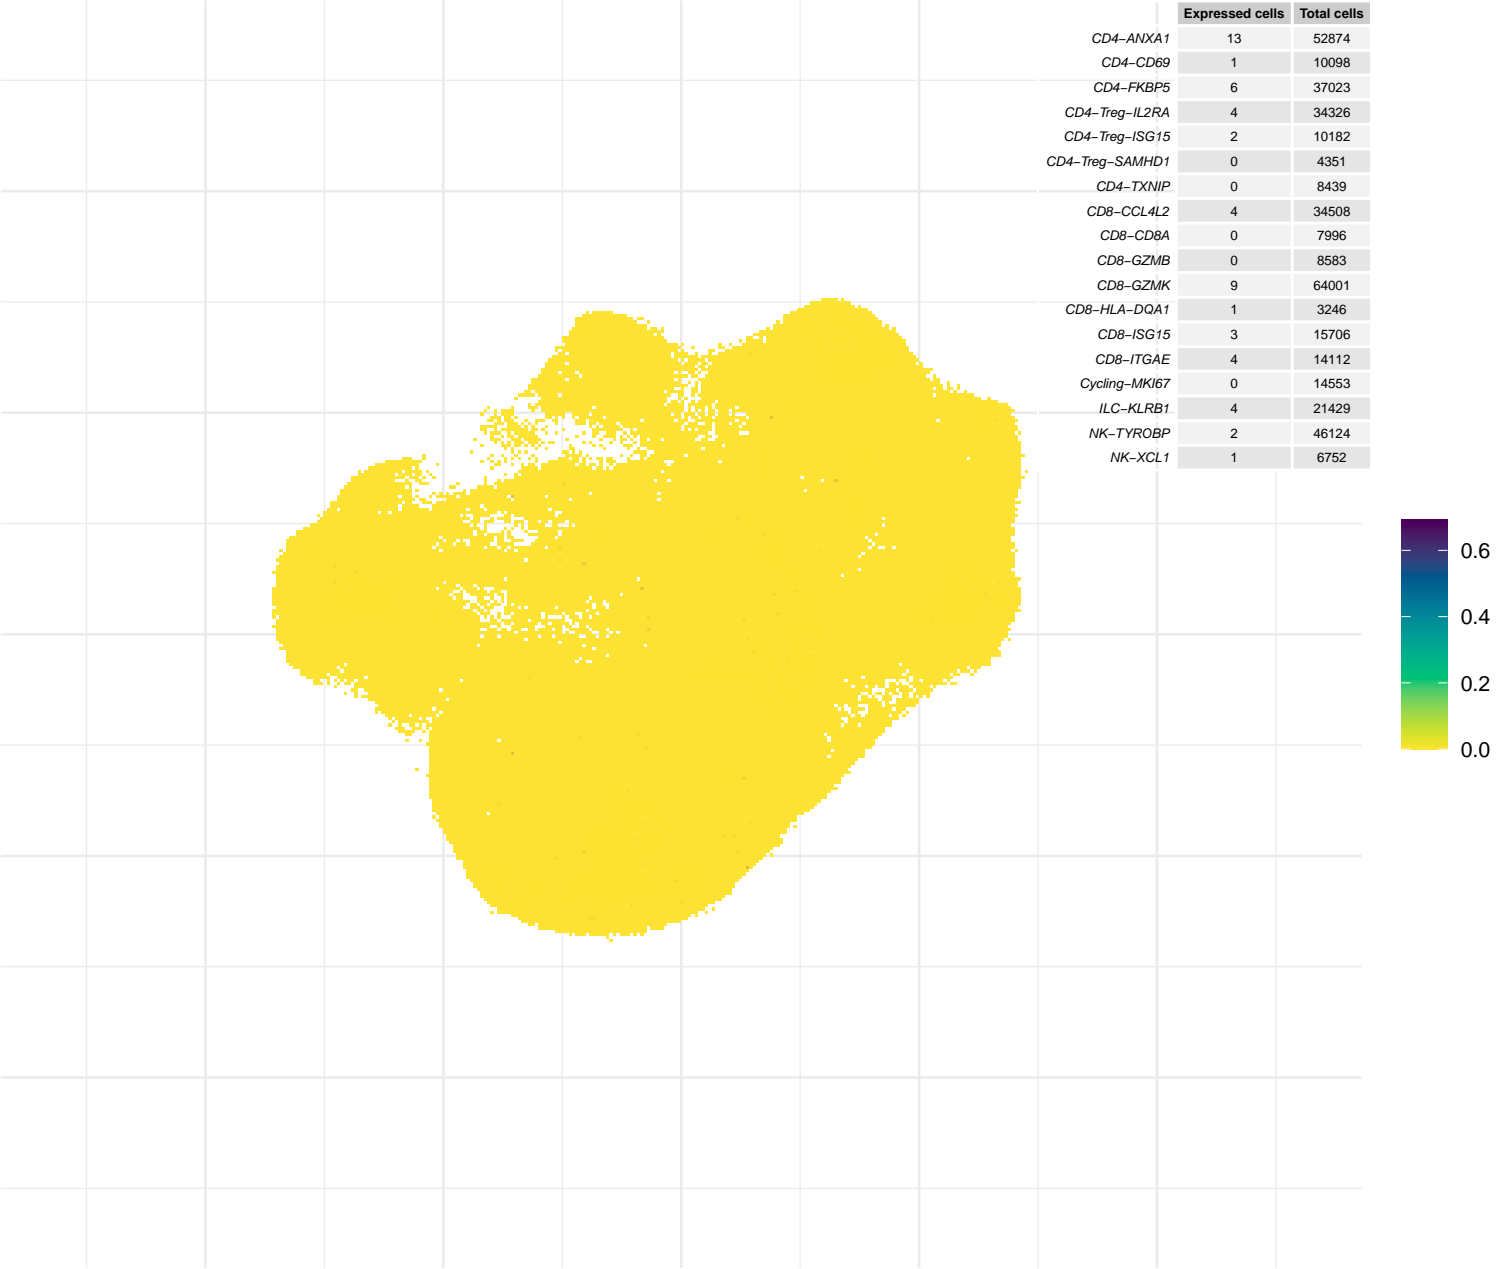 Expressed cells Total cells
CD4−ANXA1 13 52874
CD4−CD69 1 10098
CD4−FKBP5 6 37023
CD4−Treg−IL2RA 4 34326
CD4−Treg−ISG15 2 10182
CD4−Treg−SAMHD1 0 4351
CD4−TXNIP 0 8439
CD8−CCL4L2 4 34508
CD8−CD8A 0 7996
CD8−GZMB 0 8583
CD8−GZMK 9 64001
CD8−HLA−DQA1 1 3246
CD8−ISG15 3 15706
CD8−ITGAE 4 14112
Cycling−MKI67 0 14553
ILC−KLRB1 4 21429
NK−TYROBP 2 46124
NK−XCL1 1 6752
0.6
0.4
0.2
0.0